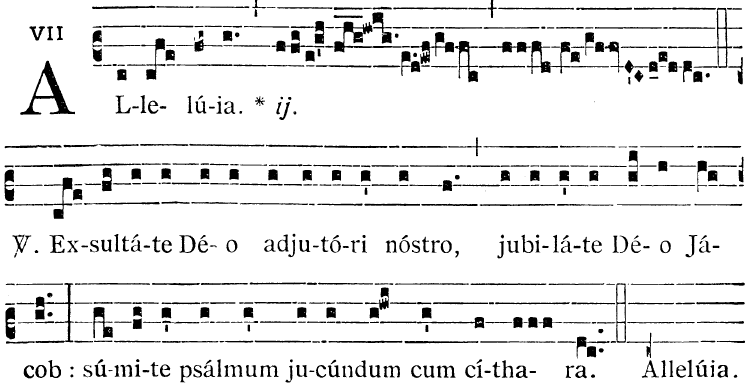 VII
AL-le- lú-ia. * ij.
℣. Ex-sultá-te Dé- o adju-tó-ri nóstro, jubi-lá-te Dé- o Já-
cob : sú-mi-te psálmum ju-cúndum cum cí-tha- ra. Allelúia.